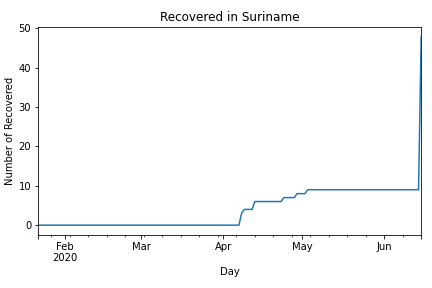 Recovered in Suriname
Number of Recovered
50
40
30
20
10
0
Feb
2020
Mar
Apr
May
Jun
Day